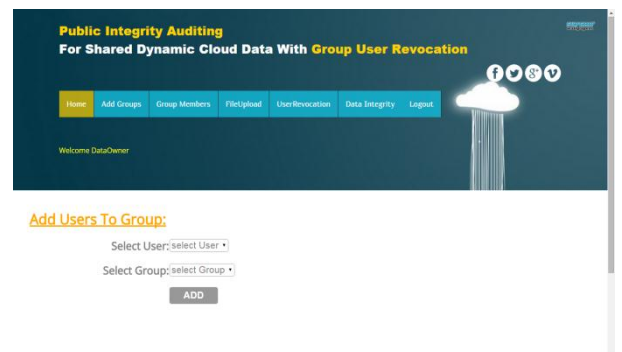 Public Integrity Auditing
For Shared Dynamic Cloud Data With Group User Revocation
Home Add Groups Group Members FileUpload UserRevocation Data Integrity Logout
Welcome DataOwner
Add Users To Group:
Select User: select User
Select Group: select Group
ADD